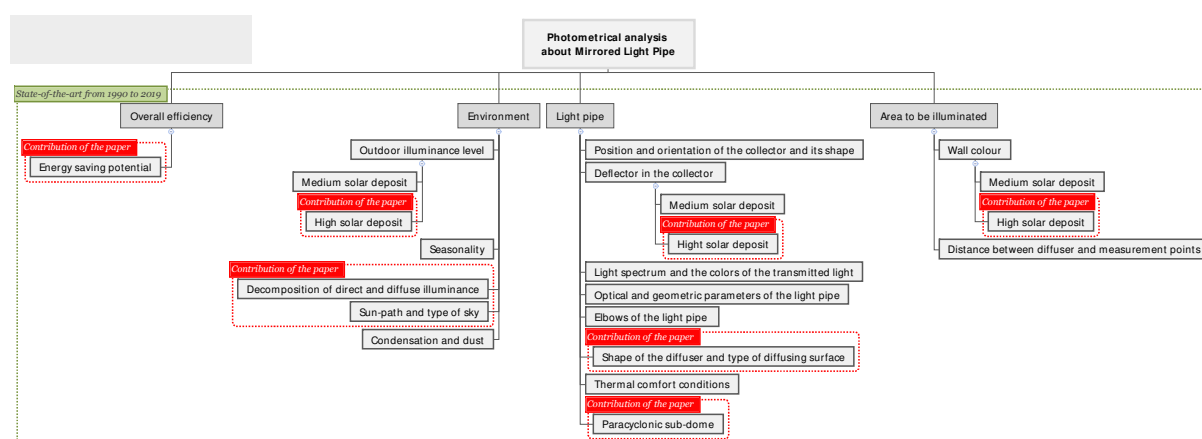 Photometrical analysis
about Mirrored Light Pipe
State-of-the-art from 1990 to 2019
Overall efficiency
Contribution of the paper
Energy saving potential
Environment
Outdoor illuminance level
Medium solar deposit
Contribution of the paper
High solar deposit
Seasonality
Contribution of the paper
Decomposition of direct and diffuse illuminance
Sun-path and type of sky
Condensation and dust
Light pipe
Position and orientation of the collector and its shape
Deflector in the collector
Medium solar deposit
Contribution of the paper
Hight solar deposit
Light spectrum and the colors of the transmitted light
Optical and geometric parameters of the light pipe
Elbows of the light pipe
Contribution of the paper
Shape of the diffuser and type of diffusing surface
Thermal comfort conditions
Contribution of the paper
Paracyclonic sub-dome
Area to be illuminated
Wall colour
Medium solar deposit
Contribution of the paper
High solar deposit
Distance between diffuser and measurement points